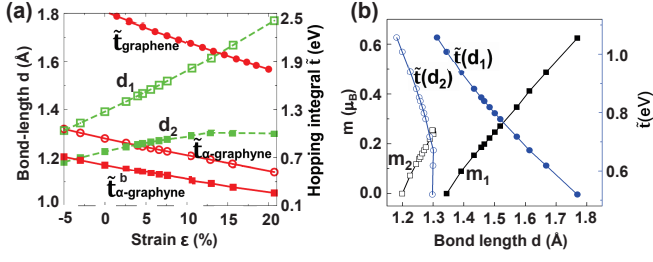 (a)
Bond-length d (Å)
1.8
1.6
1.4
1.2
1.0
t̃graphene
d1
d2
t̃α-graphyne
t̃bα-graphyne
2.5
1.9
1.3
0.7
0.1
Hopping integral t̃ (eV)
-5 0 5 10 15 20
Strain ε (%)
(b)
m (μB)
0.6
0.4
0.2
0.0
t̃(d1)
t̃(d2)
m2
m1
1.0
0.8
0.6
t̃(eV)
1.2 1.3 1.4 1.5 1.6 1.7 1.8
Bond length d (Å)